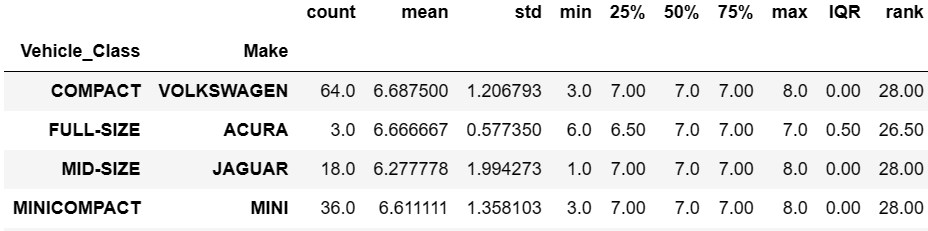 count mean std min 25% 50% 75% max IQR rank
Vehicle_Class Make
COMPACT VOLKSWAGEN 64.0 6.687500 1.206793 3.0 7.00 7.0 7.00 8.0 0.00 28.00
FULL-SIZE ACURA 3.0 6.666667 0.577350 6.0 6.50 7.0 7.00 7.0 0.50 26.50
MID-SIZE JAGUAR 18.0 6.277778 1.994273 1.0 7.00 7.0 7.00 8.0 0.00 28.00
MINICOMPACT MINI 36.0 6.611111 1.358103 3.0 7.00 7.0 7.00 8.0 0.00 28.00